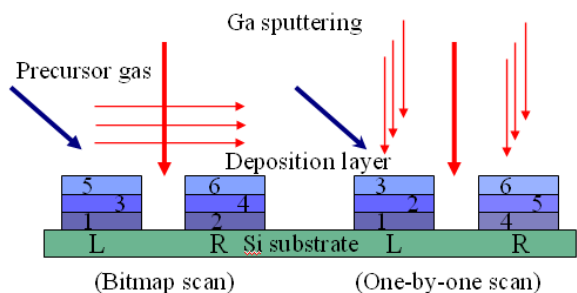 Ga sputtering
Precursor gas
Deposition layer
5 6 3 6
3 4 2 5
1 2 1 4
L R Si substrate L R
(Bitmap scan) (One-by-one scan)